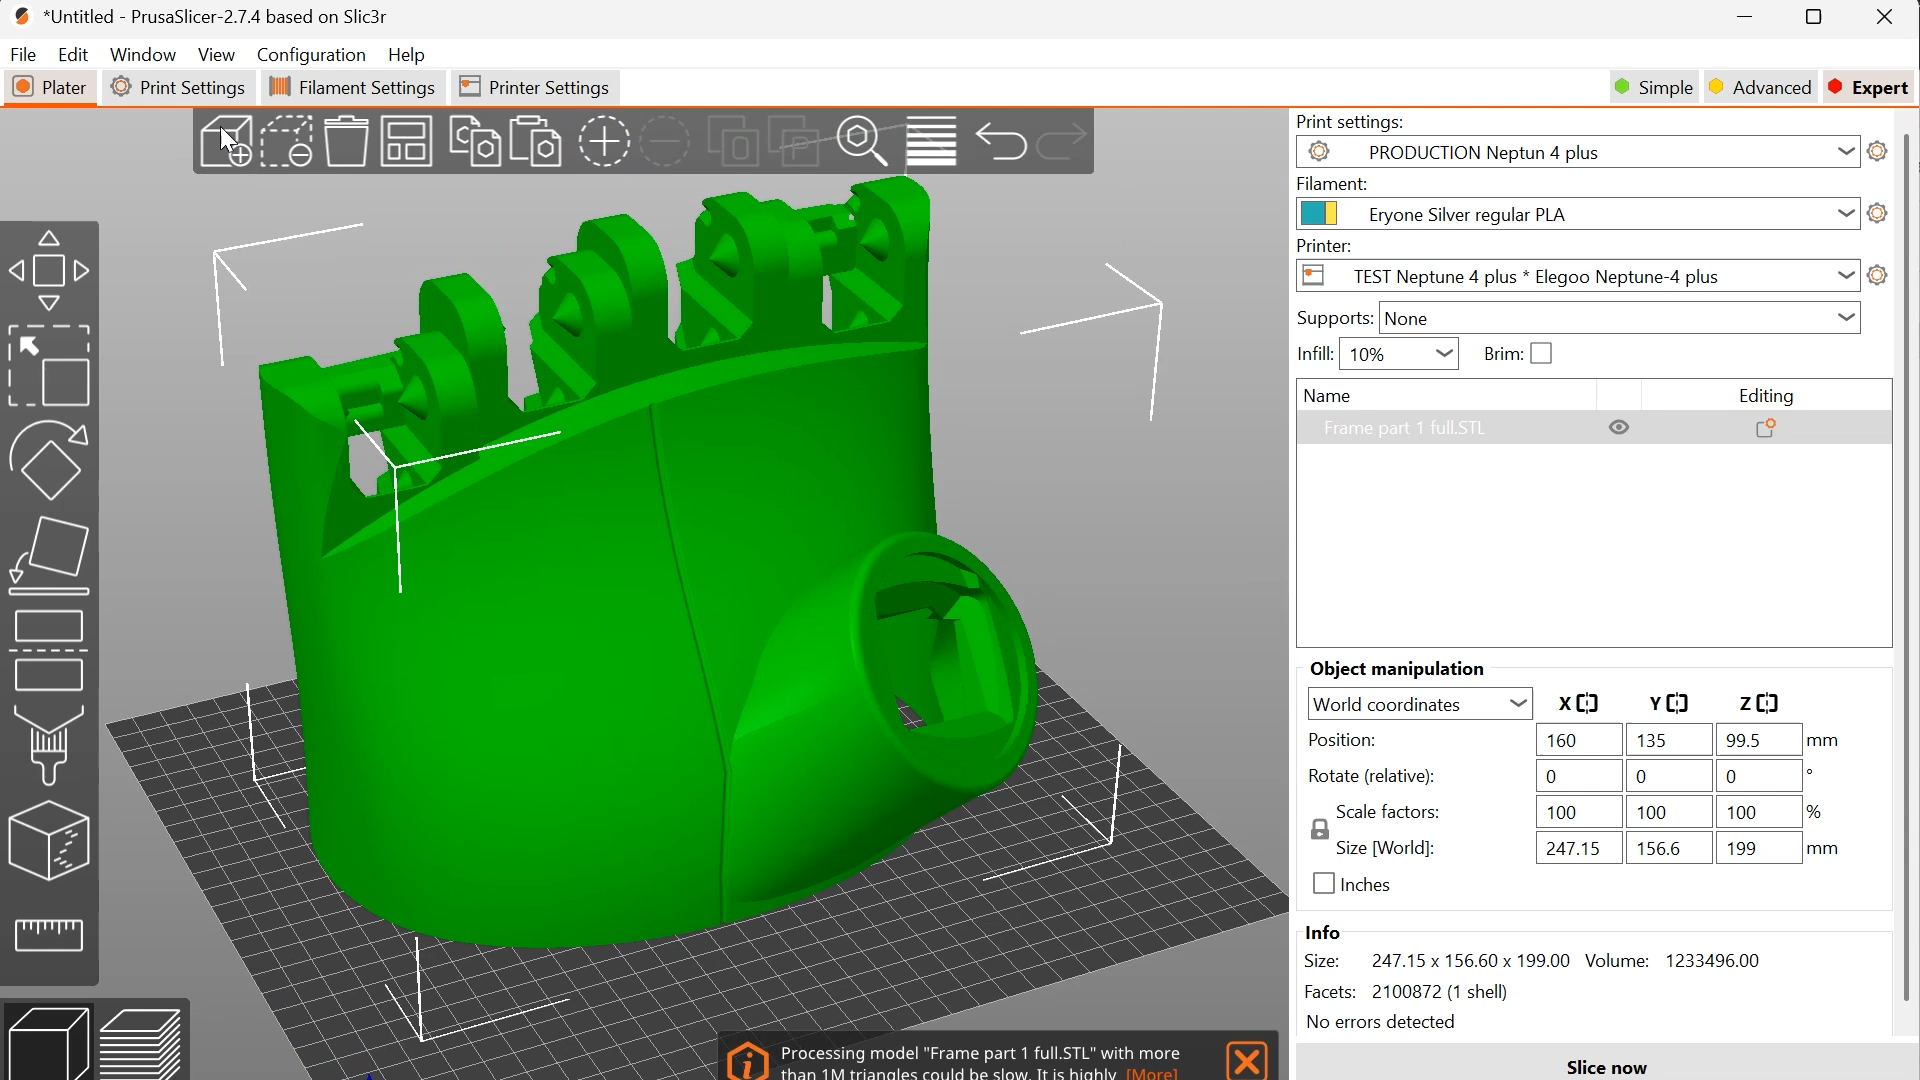 *Untitled - PrusaSlicer-2.7.4 based on Slic3r
File Edit Window View Configuration Help
Plater Print Settings Filament Settings Printer Settings Simple Advanced Expert
Print settings:
PRODUCTION Neptun 4 plus
Filament:
Eryone Silver regular PLA
Printer:
TEST Neptune 4 plus * Elegoo Neptune-4 plus
Supports: None
Infill: 10% Brim:
Name Editing
Frame part 1 full.STL
Object manipulation
World coordinates X Y Z
Position: 160 135 99.5 mm
Rotate (relative): 0 0 0 °
Scale factors: 100 100 100 %
Size [World]: 247.15 156.6 199 mm
Inches
Info
Size: 247.15 x 156.60 x 199.00 Volume: 1233496.00
Facets: 2100872 (1 shell)
No errors detected
Processing model "Frame part 1 full.STL" with more
than 1M triangles could be slow. It is highly [More]
Slice now